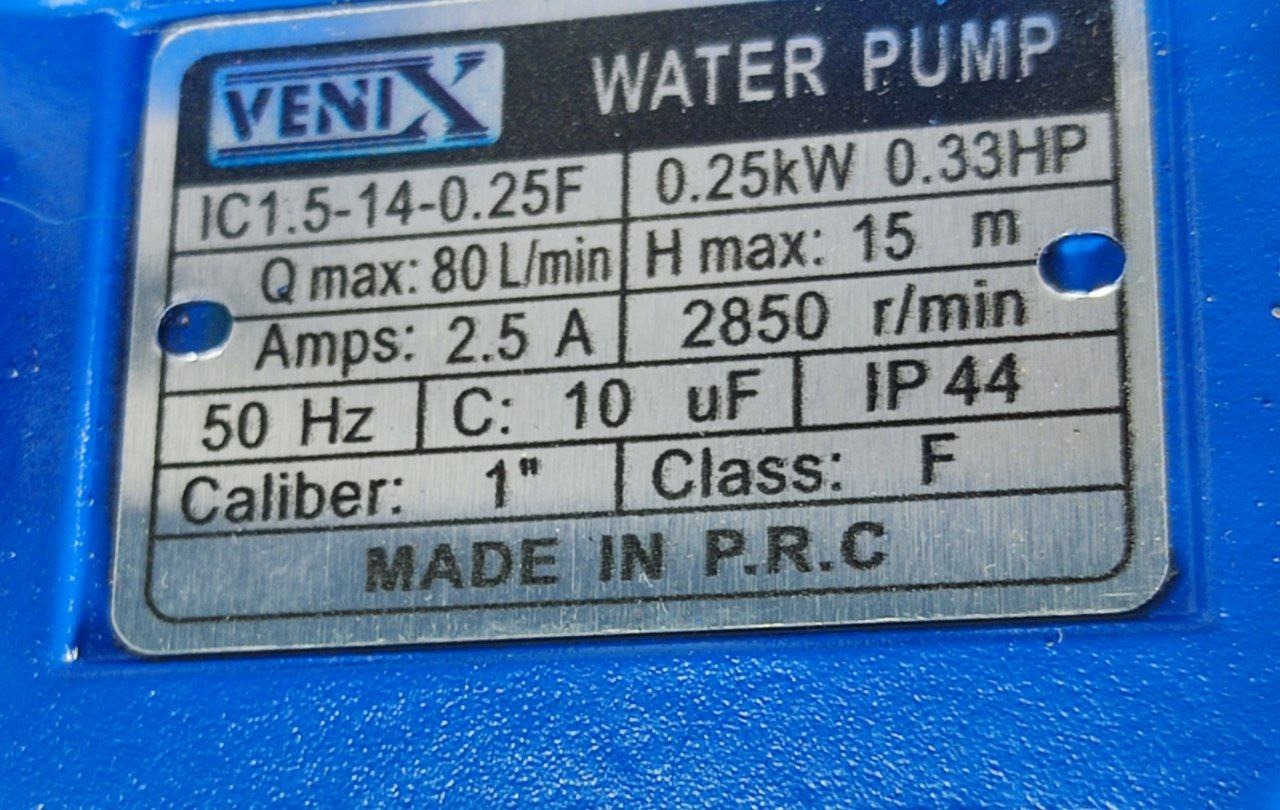 VENIX WATER PUMP
IC1.5-14-0.25F 0.25kW 0.33HP
Q max: 80 L/min H max: 15 m
Amps: 2.5 A 2850 r/min
50 Hz C: 10 uF IP 44
Caliber: 1" Class: F
MADE IN P.R.C